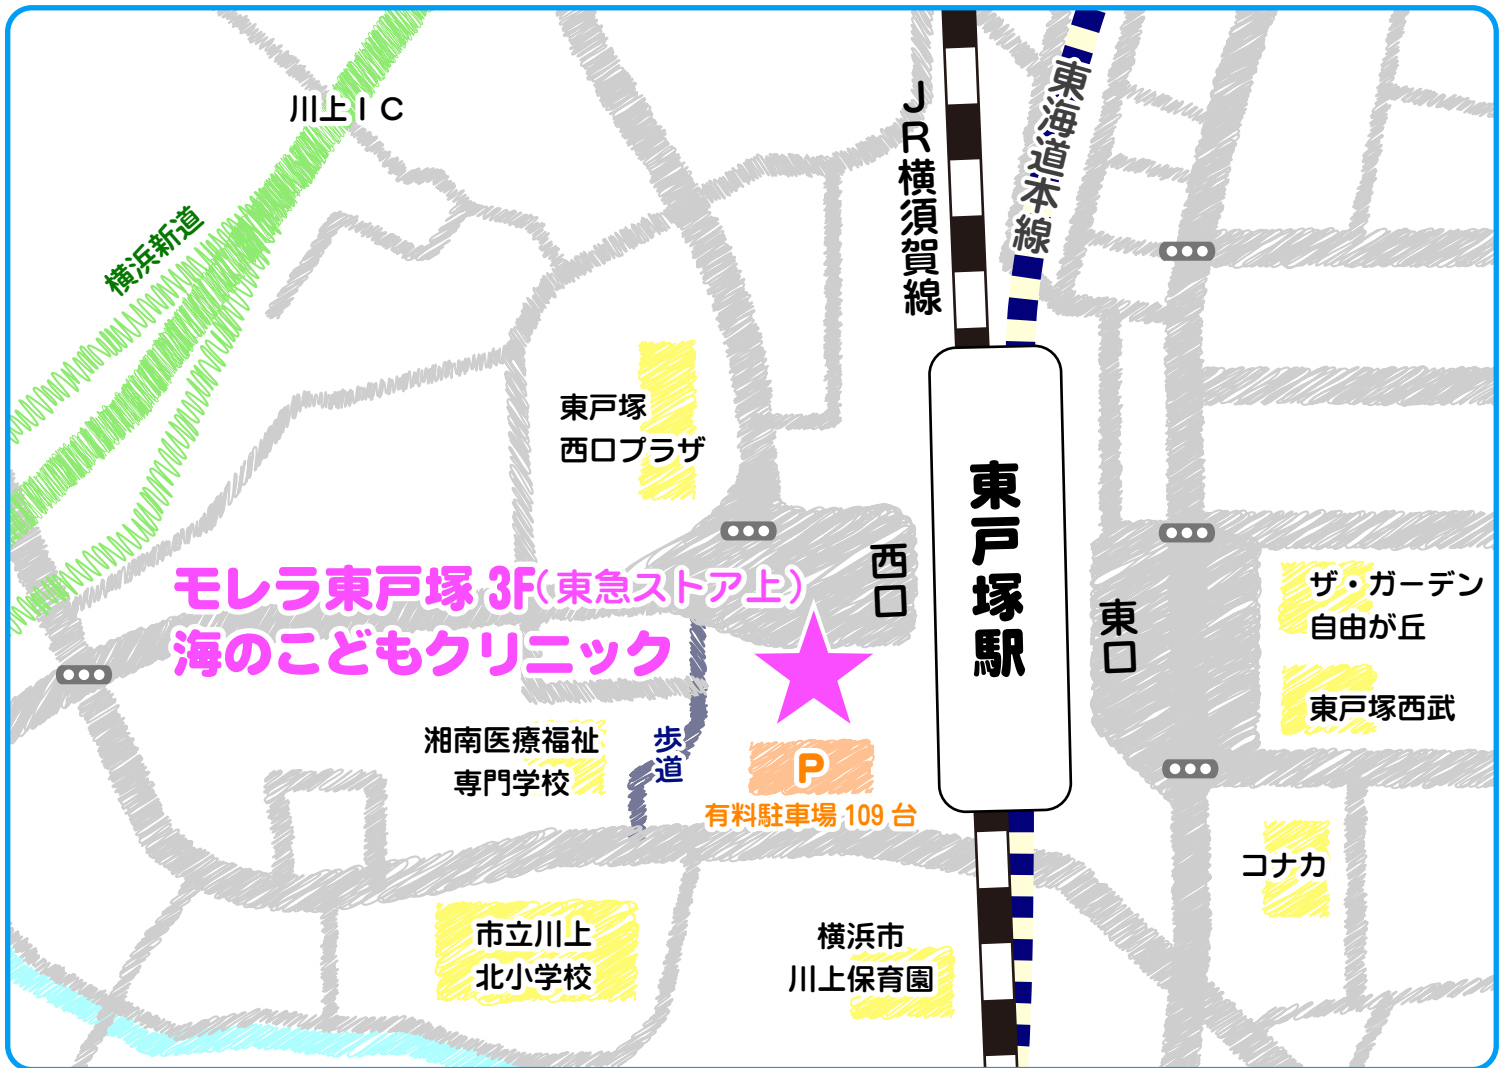 川上IC
横浜新道
JR横須賀線
東海道本線
東戸塚
西口プラザ
東戸塚駅
西口
東口
モレラ東戸塚 3F(東急ストア上)
海のこどもクリニック
ザ・ガーデン
自由が丘
東戸塚西武
湘南医療福祉
専門学校
歩道
P
有料駐車場 109 台
コナカ
市立川上
北小学校
横浜市
川上保育園